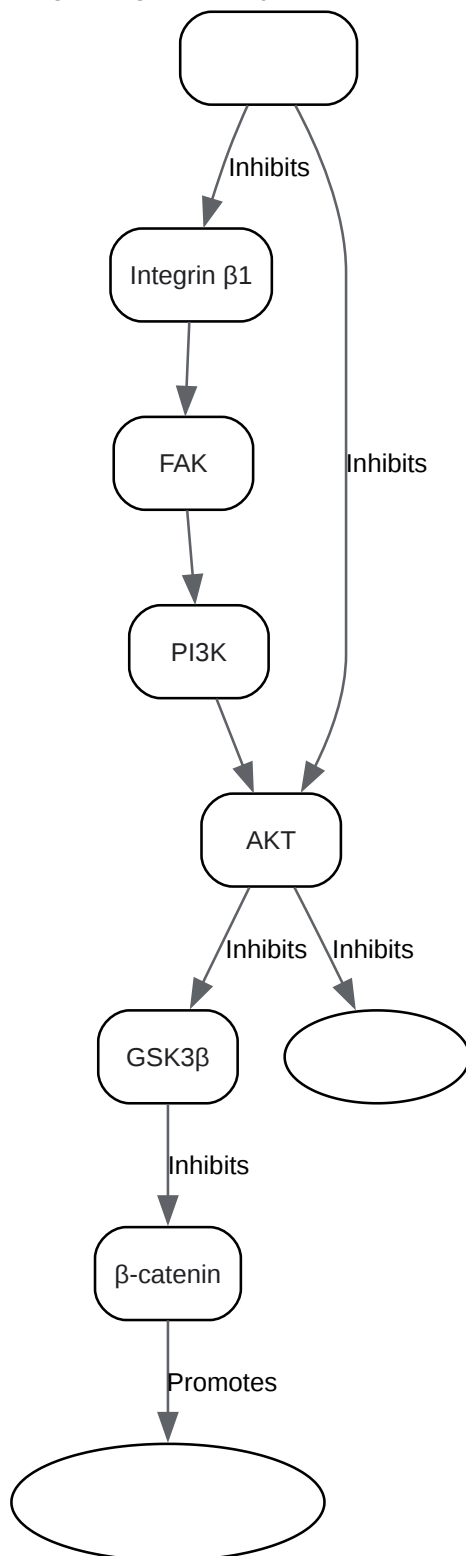 Inhibits
Integrin β1
FAK
Inhibits
PI3K
AKT
Inhibits
Inhibits
GSK3β
Inhibits
β-catenin
Promotes